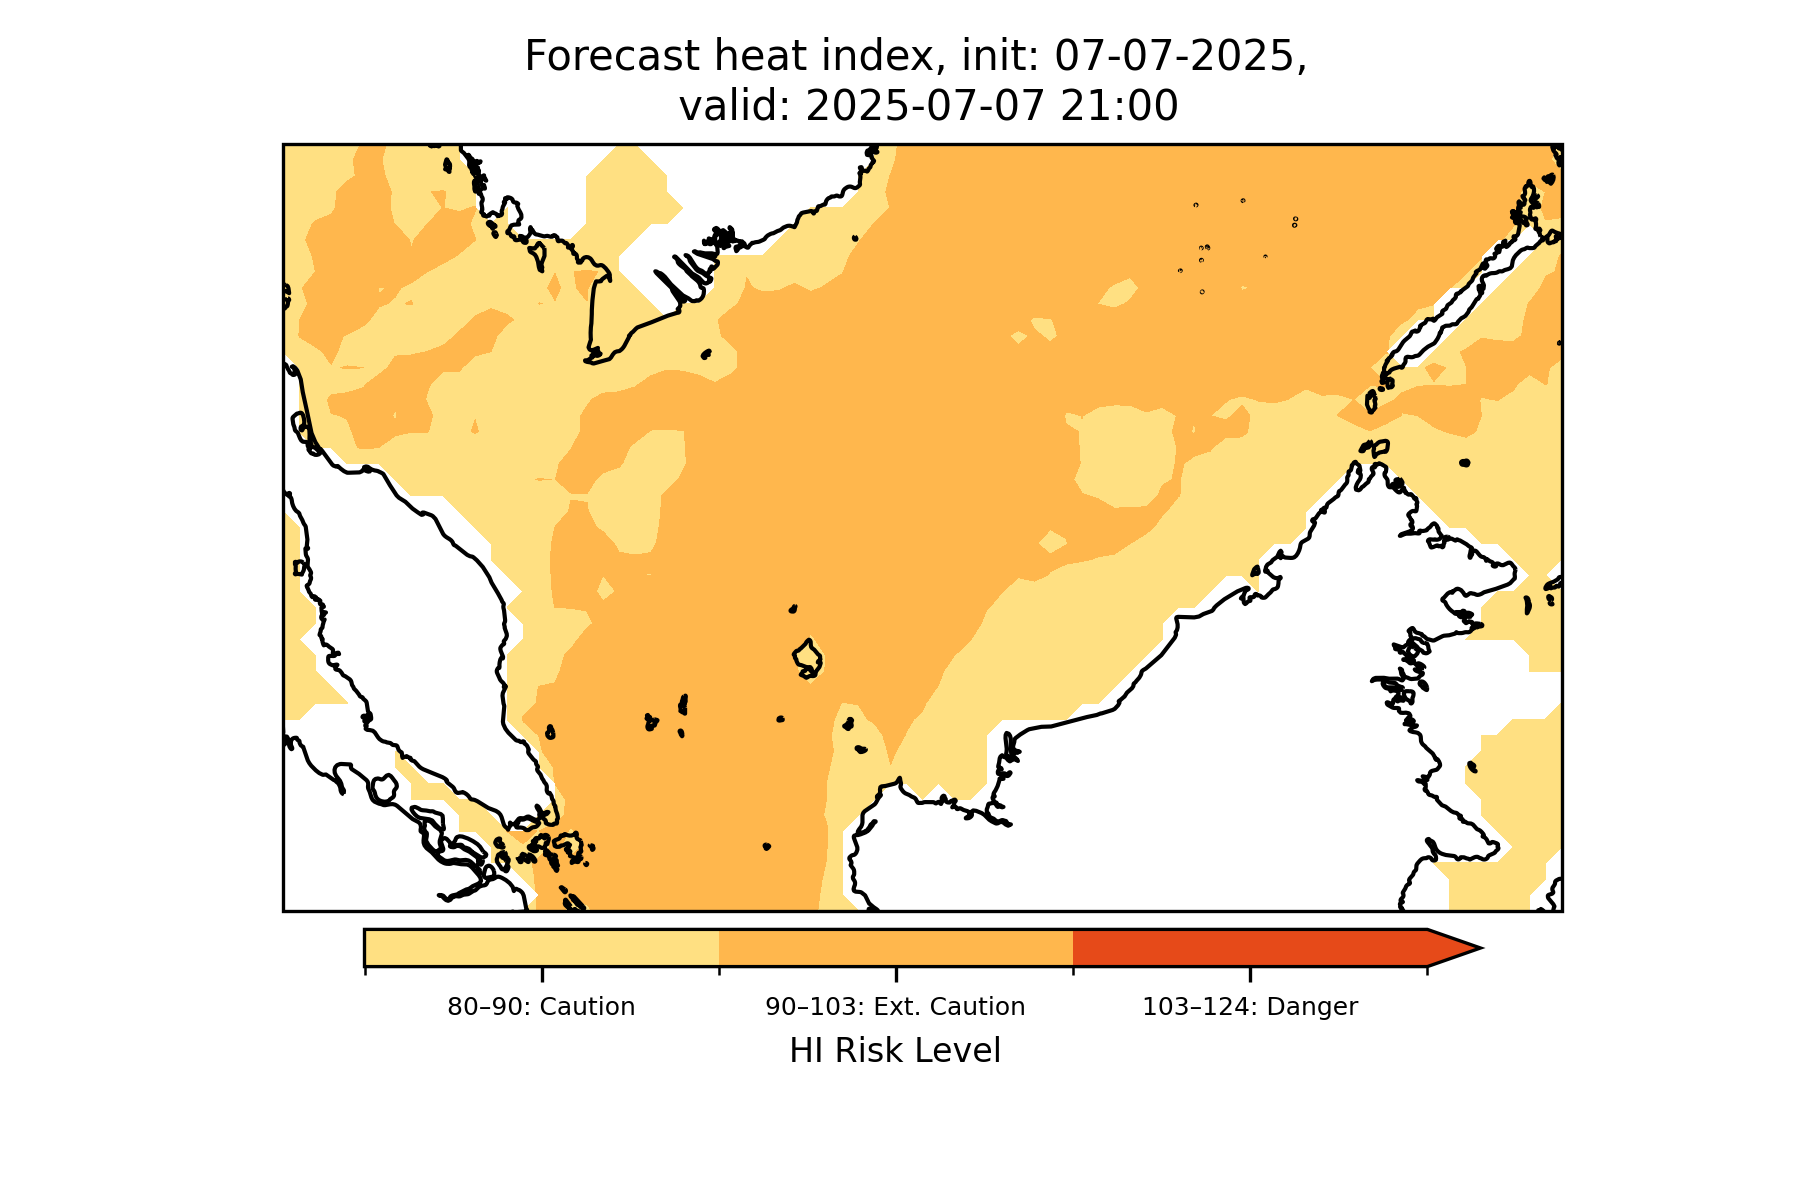 Forecast heat index, init: 07-07-2025,
valid: 2025-07-07 21:00
80–90: Caution
90–103: Ext. Caution
103–124: Danger
HI Risk Level